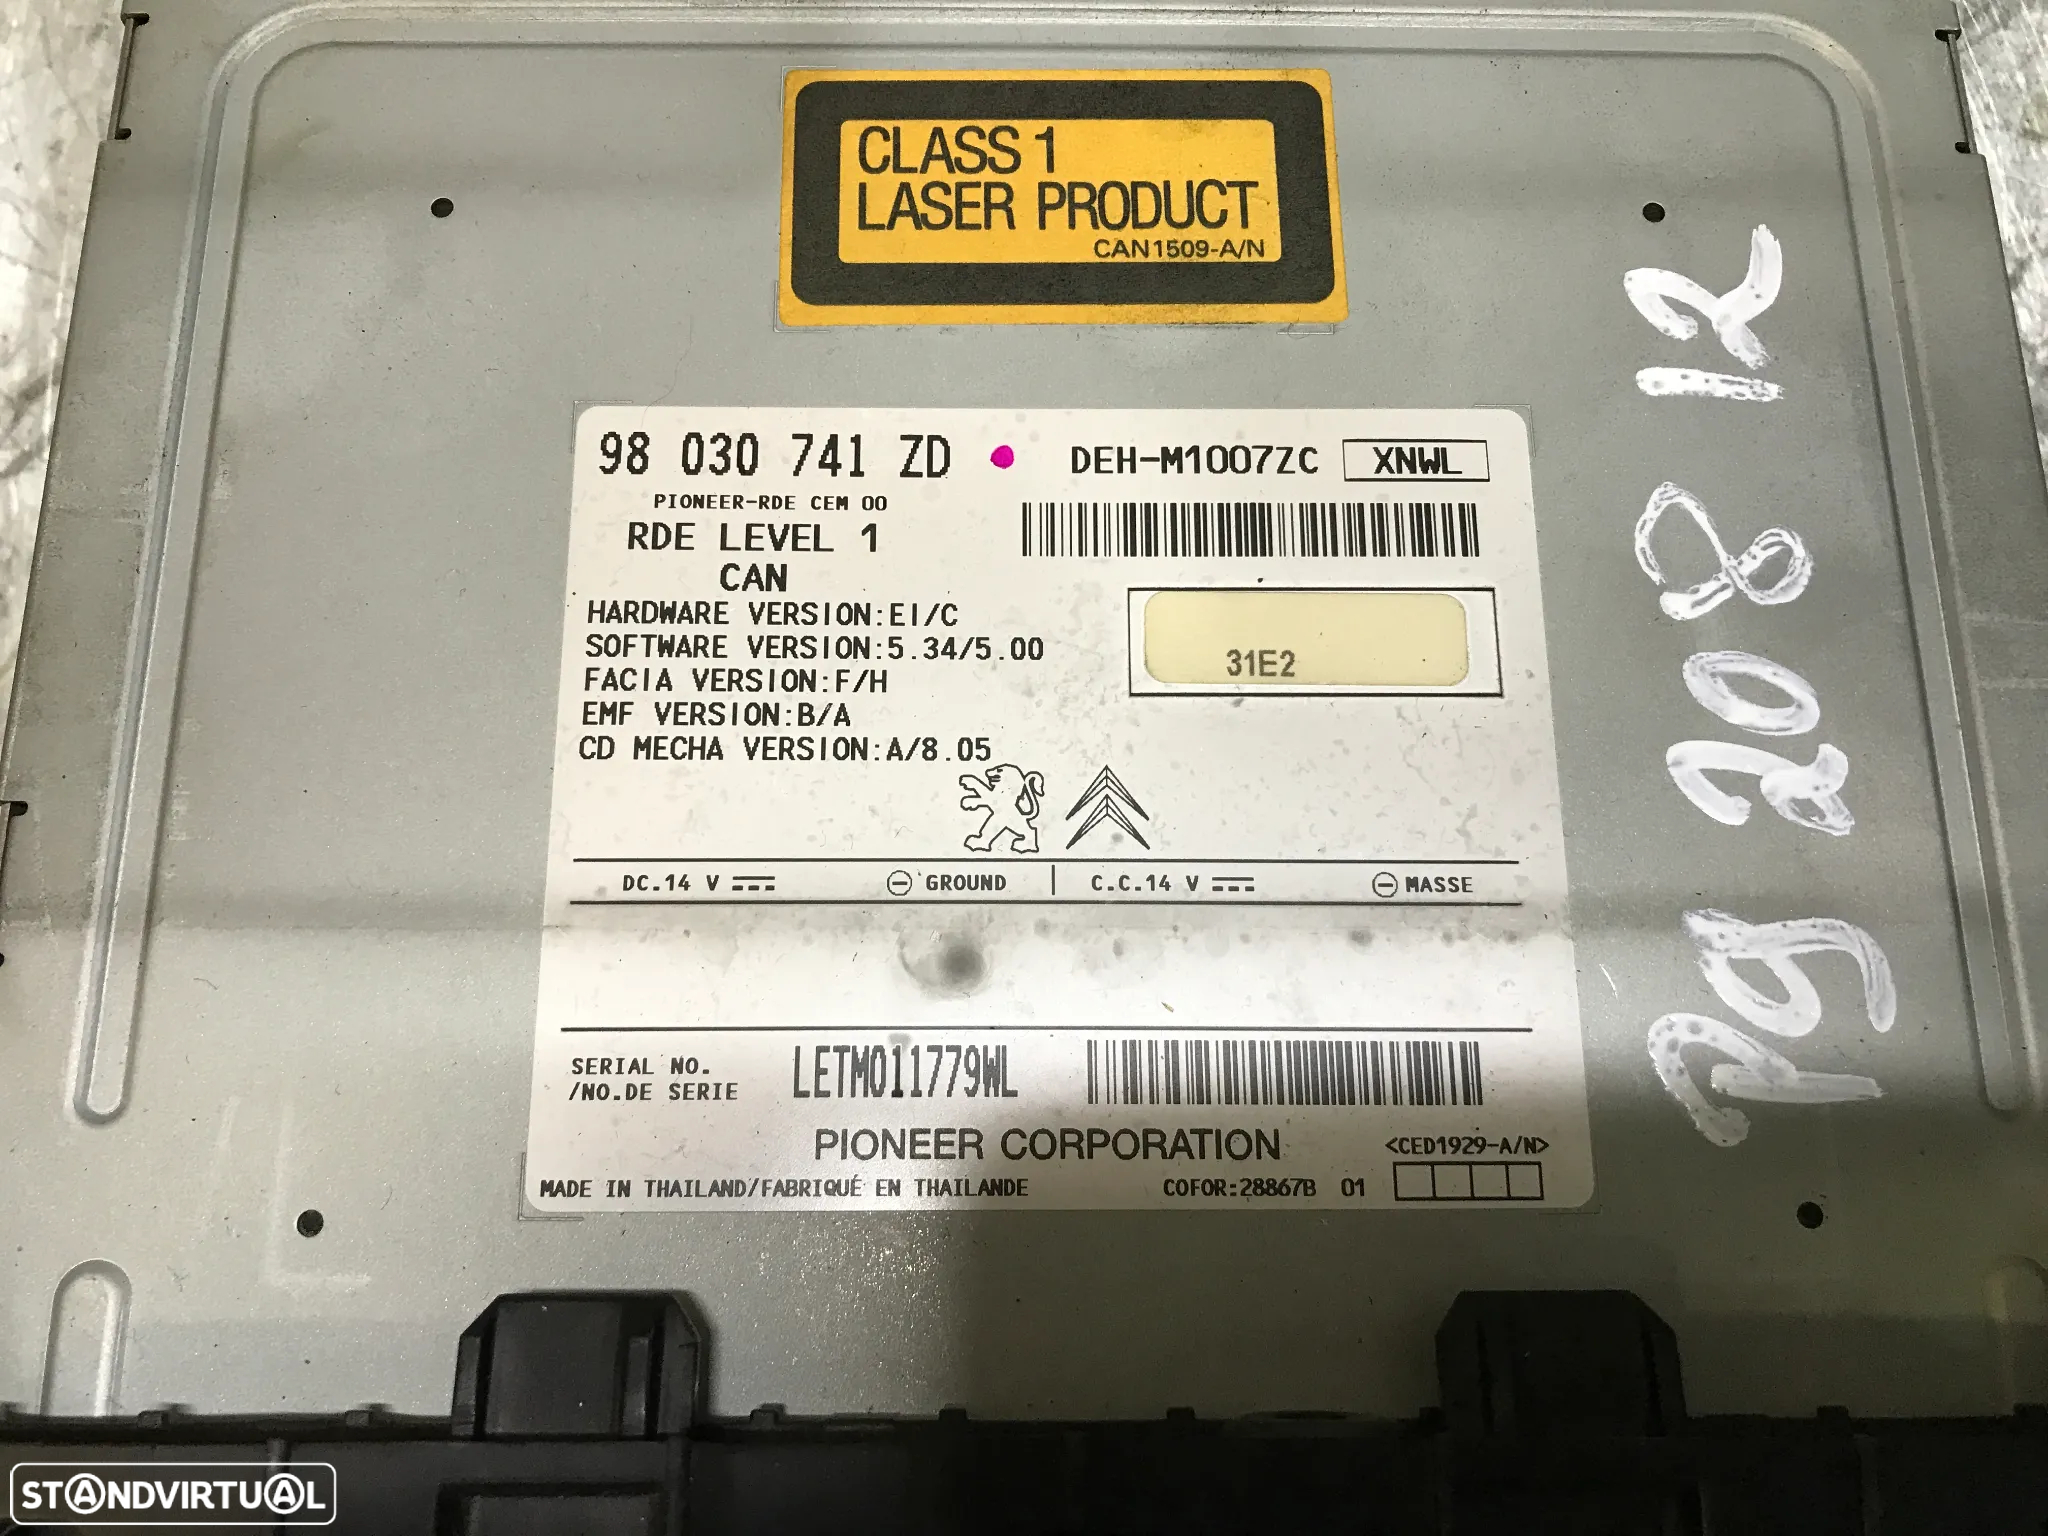 CLASS 1
LASER PRODUCT
CAN1509-A/N
98 030 741 ZD
DEH-M1007ZC XNWL
PIONEER-RDE CEM 00
RDE LEVEL 1
CAN
HARDWARE VERSION:EI/C
SOFTWARE VERSION:5.34/5.00
FACIA VERSION:F/H
EMF VERSION:B/A
CD MECHA VERSION:A/8.05
31E2
DC.14 V GROUND C.C.14 V MASSE
SERIAL NO.
/NO.DE SERIE
LETM011779WL
PIONEER CORPORATION
<CED1929-A/N>
MADE IN THAILAND/FABRIQUÉ EN THAILANDE
COFOR:28867B 01
208 12
STANDVIRTUAL